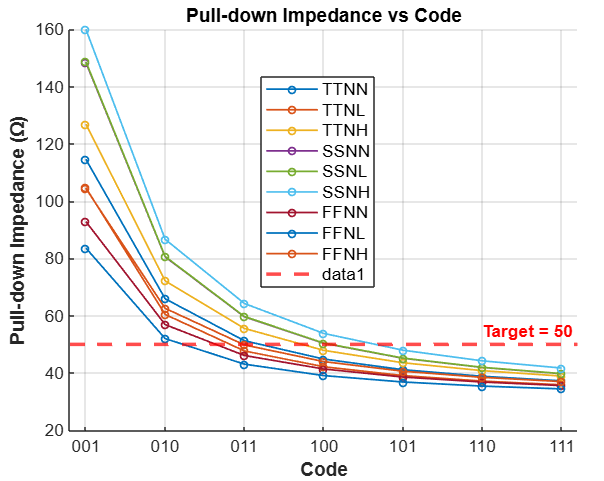 Pull-down Impedance vs Code
Pull-down Impedance (Ω)
160
140
120
100
80
60
40
20
TTNN
TTNL
TTNH
SSNN
SSNL
SSNH
FFNN
FFNL
FFNH
data1
Target = 50
001 010 011 100 101 110 111
Code